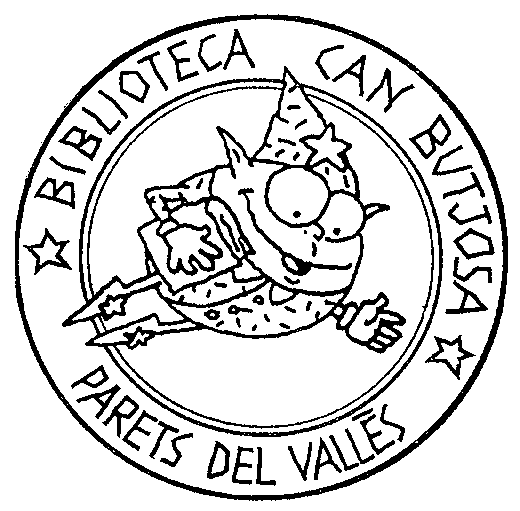 BIBLIOTECA CAN BUTJOSA
PARETS DEL VALLÈS